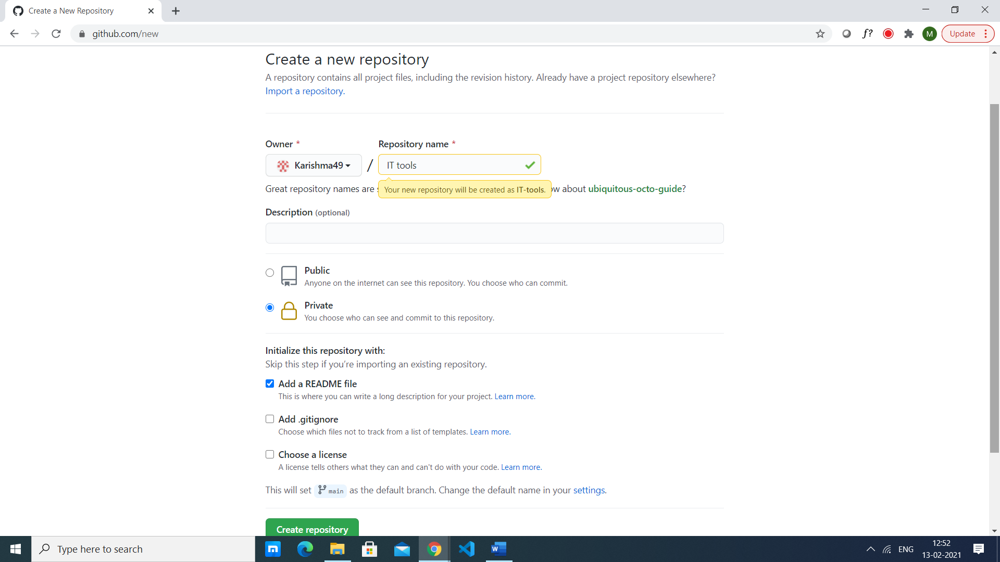 Create a New Repository
github.com/new
f?
M
Update
Create a new repository
A repository contains all project files, including the revision history. Already have a project repository elsewhere?
Import a repository.
Owner *
Repository name *
Karishma49
/
IT tools
Great repository names are
Your new repository will be created as IT-tools.
about ubiquitous-octo-guide?
Description (optional)
Public
Anyone on the internet can see this repository. You choose who can commit.
Private
You choose who can see and commit to this repository.
Initialize this repository with:
Skip this step if you’re importing an existing repository.
Add a README file
This is where you can write a long description for your project. Learn more.
Add .gitignore
Choose which files not to track from a list of templates. Learn more.
Choose a license
A license tells others what they can and can't do with your code. Learn more.
This will set main as the default branch. Change the default name in your settings.
Create repository
Type here to search
ENG
12:52
13-02-2021